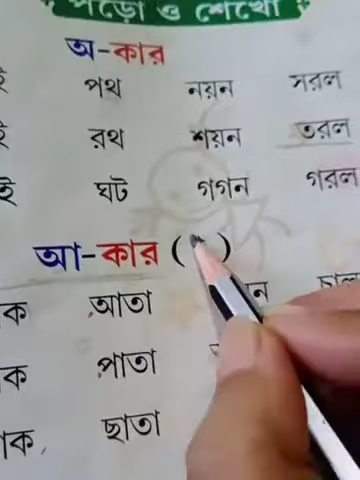 পড়ো ও শেখো
অ-কার
ই পথ নয়ন সরল
ই রথ শয়ন তরল
ই ঘট গগন গরল
আ-কার ( )
ক আতা ন
ক পাতা
াক ছাতা